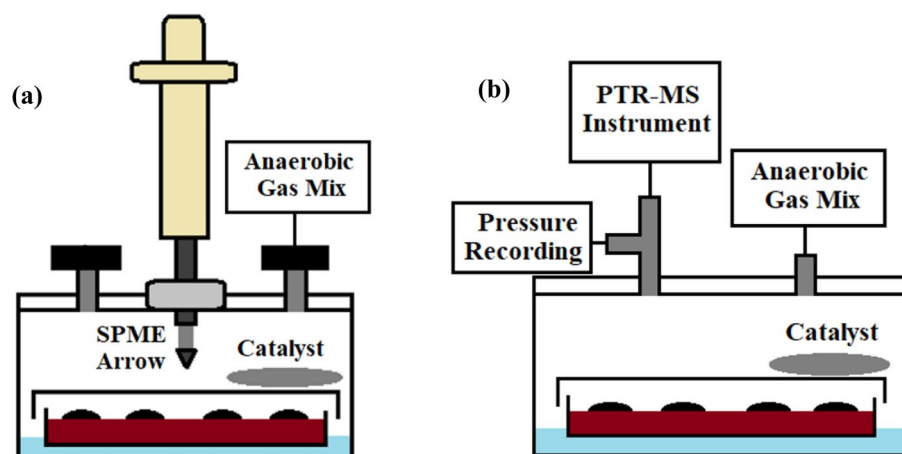 (a)
Anaerobic
Gas Mix
SPME
Arrow
Catalyst
(b)
PTR-MS
Instrument
Anaerobic
Gas Mix
Pressure
Recording
Catalyst